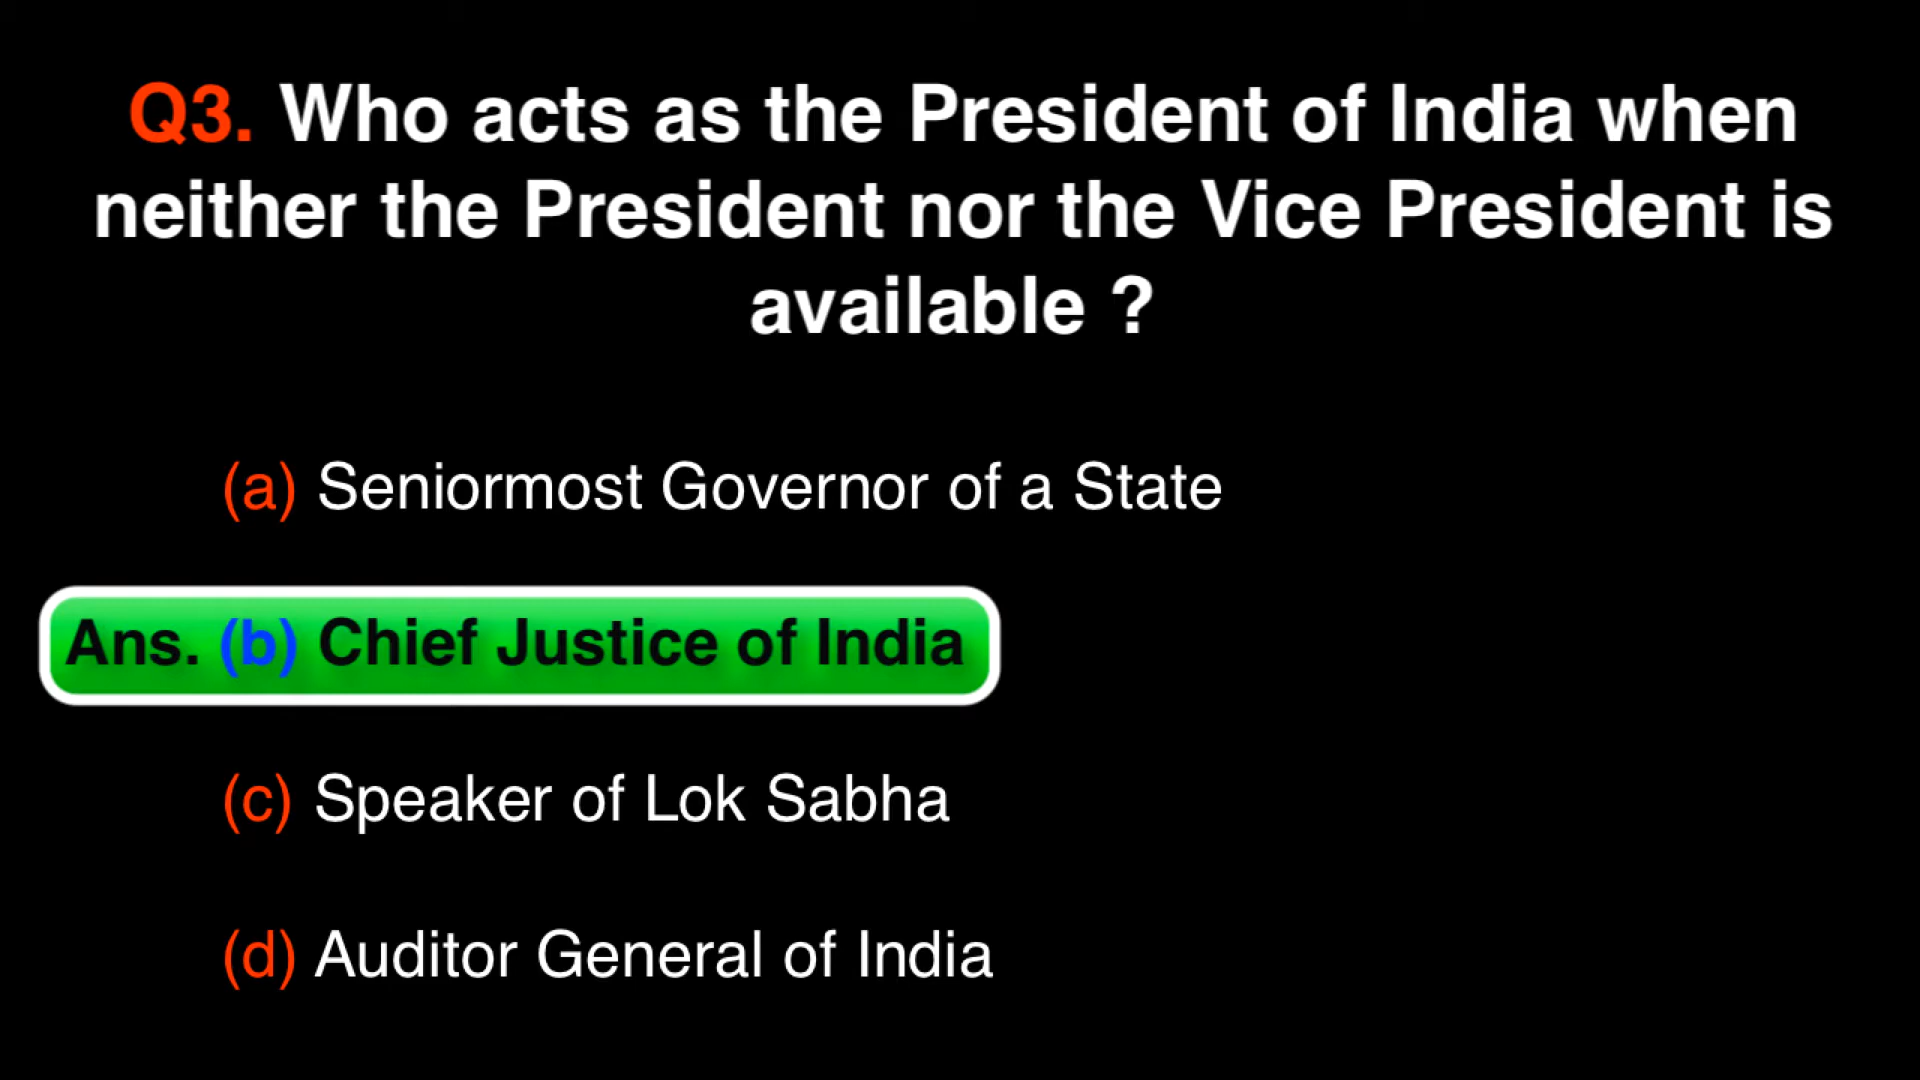 Q3. Who acts as the President of India when
neither the President nor the Vice President is
available ?
(a) Seniormost Governor of a State
Ans. (b) Chief Justice of India
(c) Speaker of Lok Sabha
(d) Auditor General of India